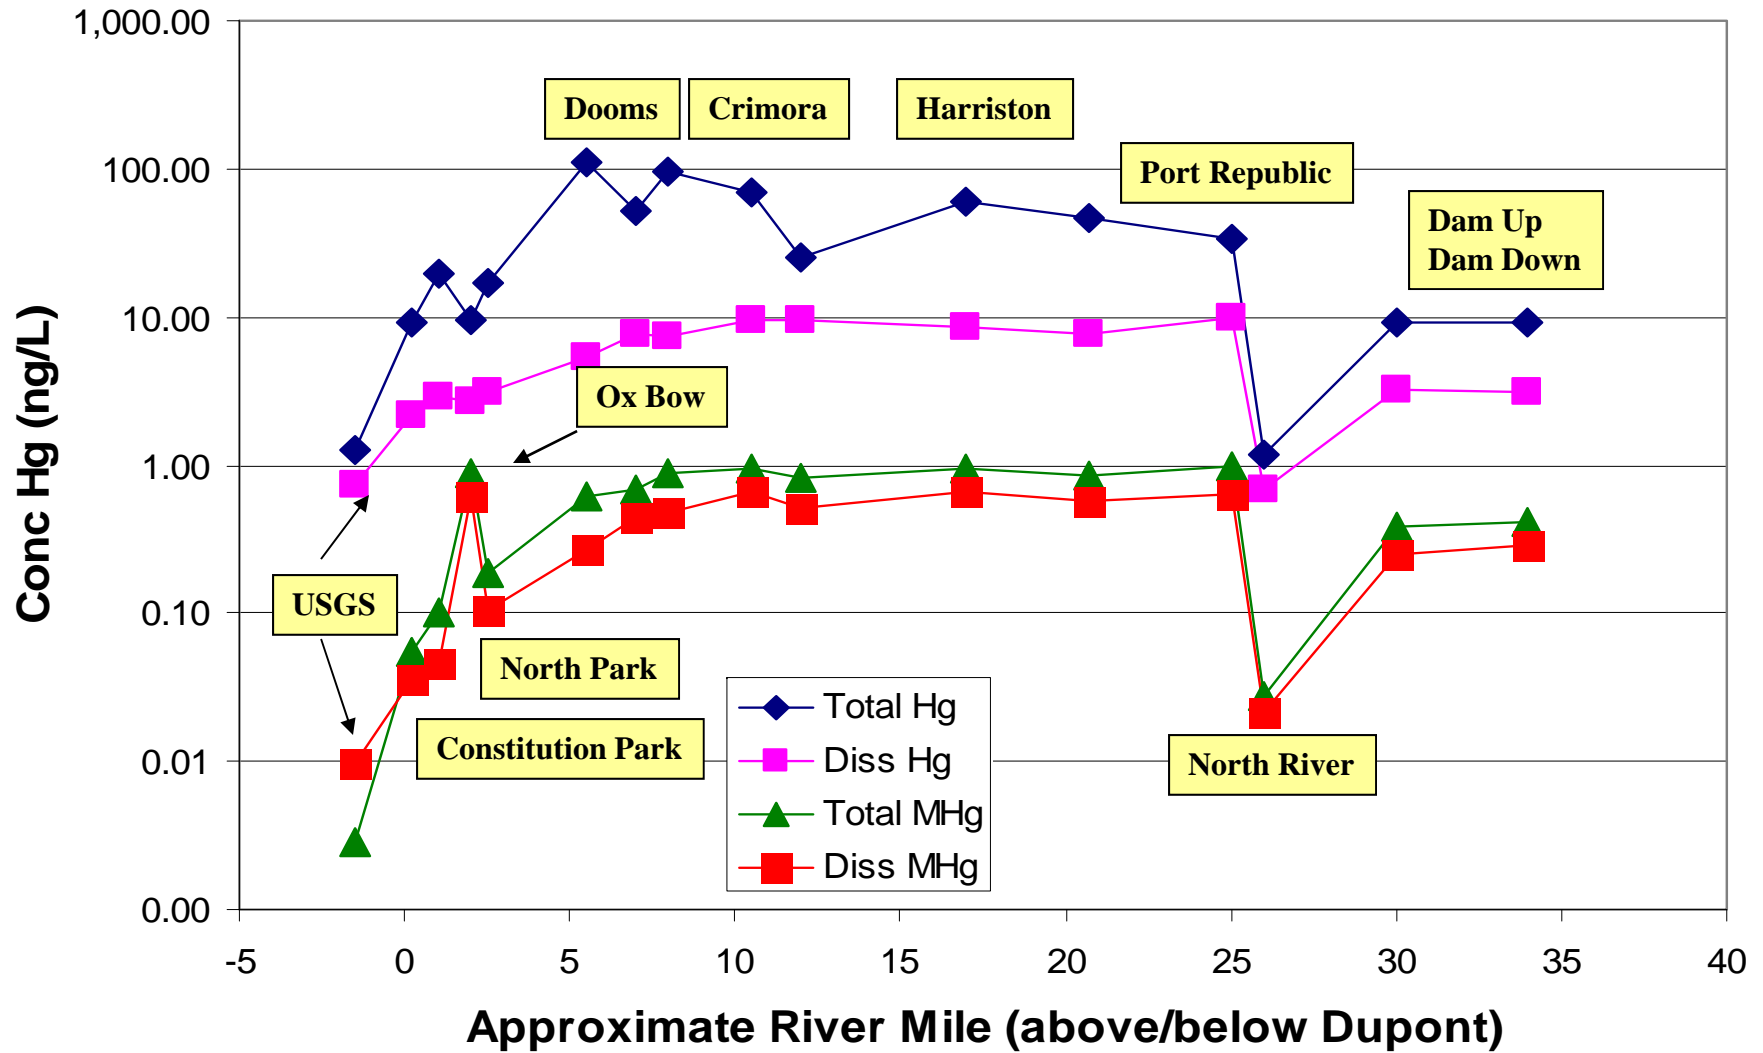 1,000.00
100.00
10.00
1.00
0.10
0.01
0.00
Conc Hg (ng/L)
Dooms
Crimora
Harriston
Port Republic
Dam Up
Dam Down
Ox Bow
USGS
North Park
Constitution Park
North River
Total Hg
Diss Hg
Total MHg
Diss MHg
-5 0 5 10 15 20 25 30 35 40
Approximate River Mile (above/below Dupont)